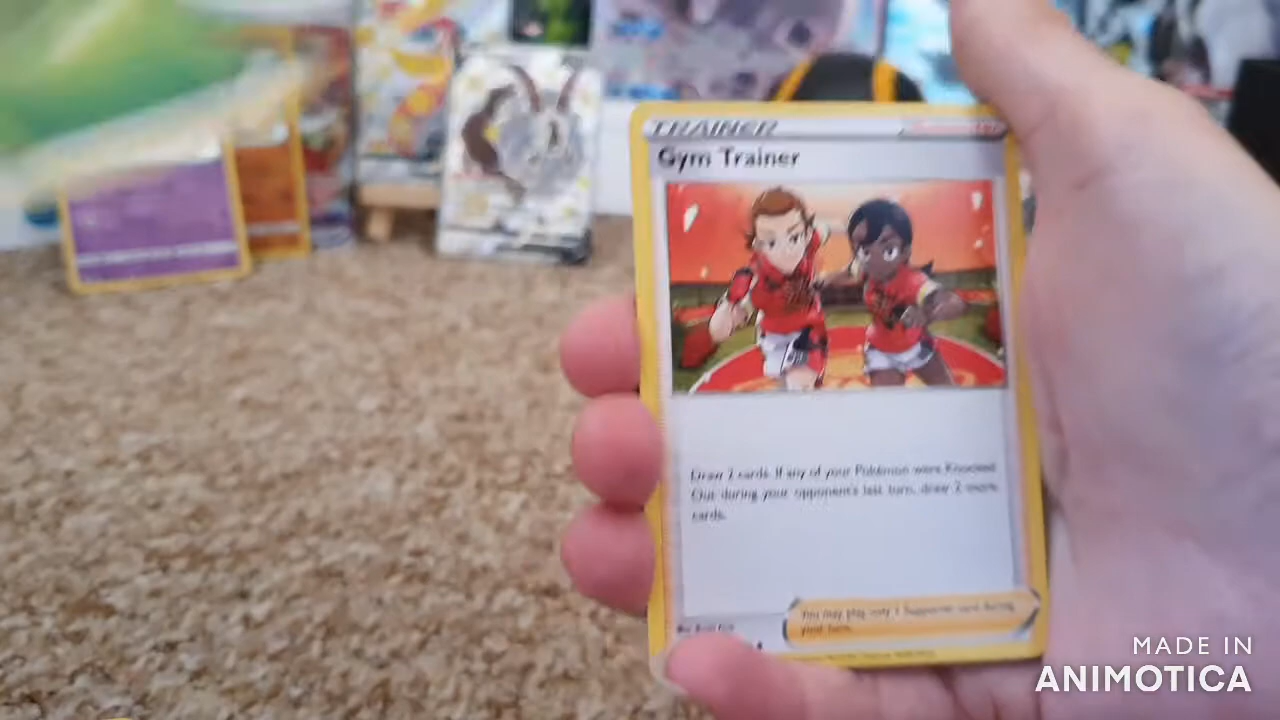 TRAINER
Gym Trainer
Draw 2 cards. If any of your Pokémon were Knocked
Out during your opponent's last turn, draw 2 more
cards.
You may play only 1 Supporter card during
your turn.
MADE IN
ANIMOTICA